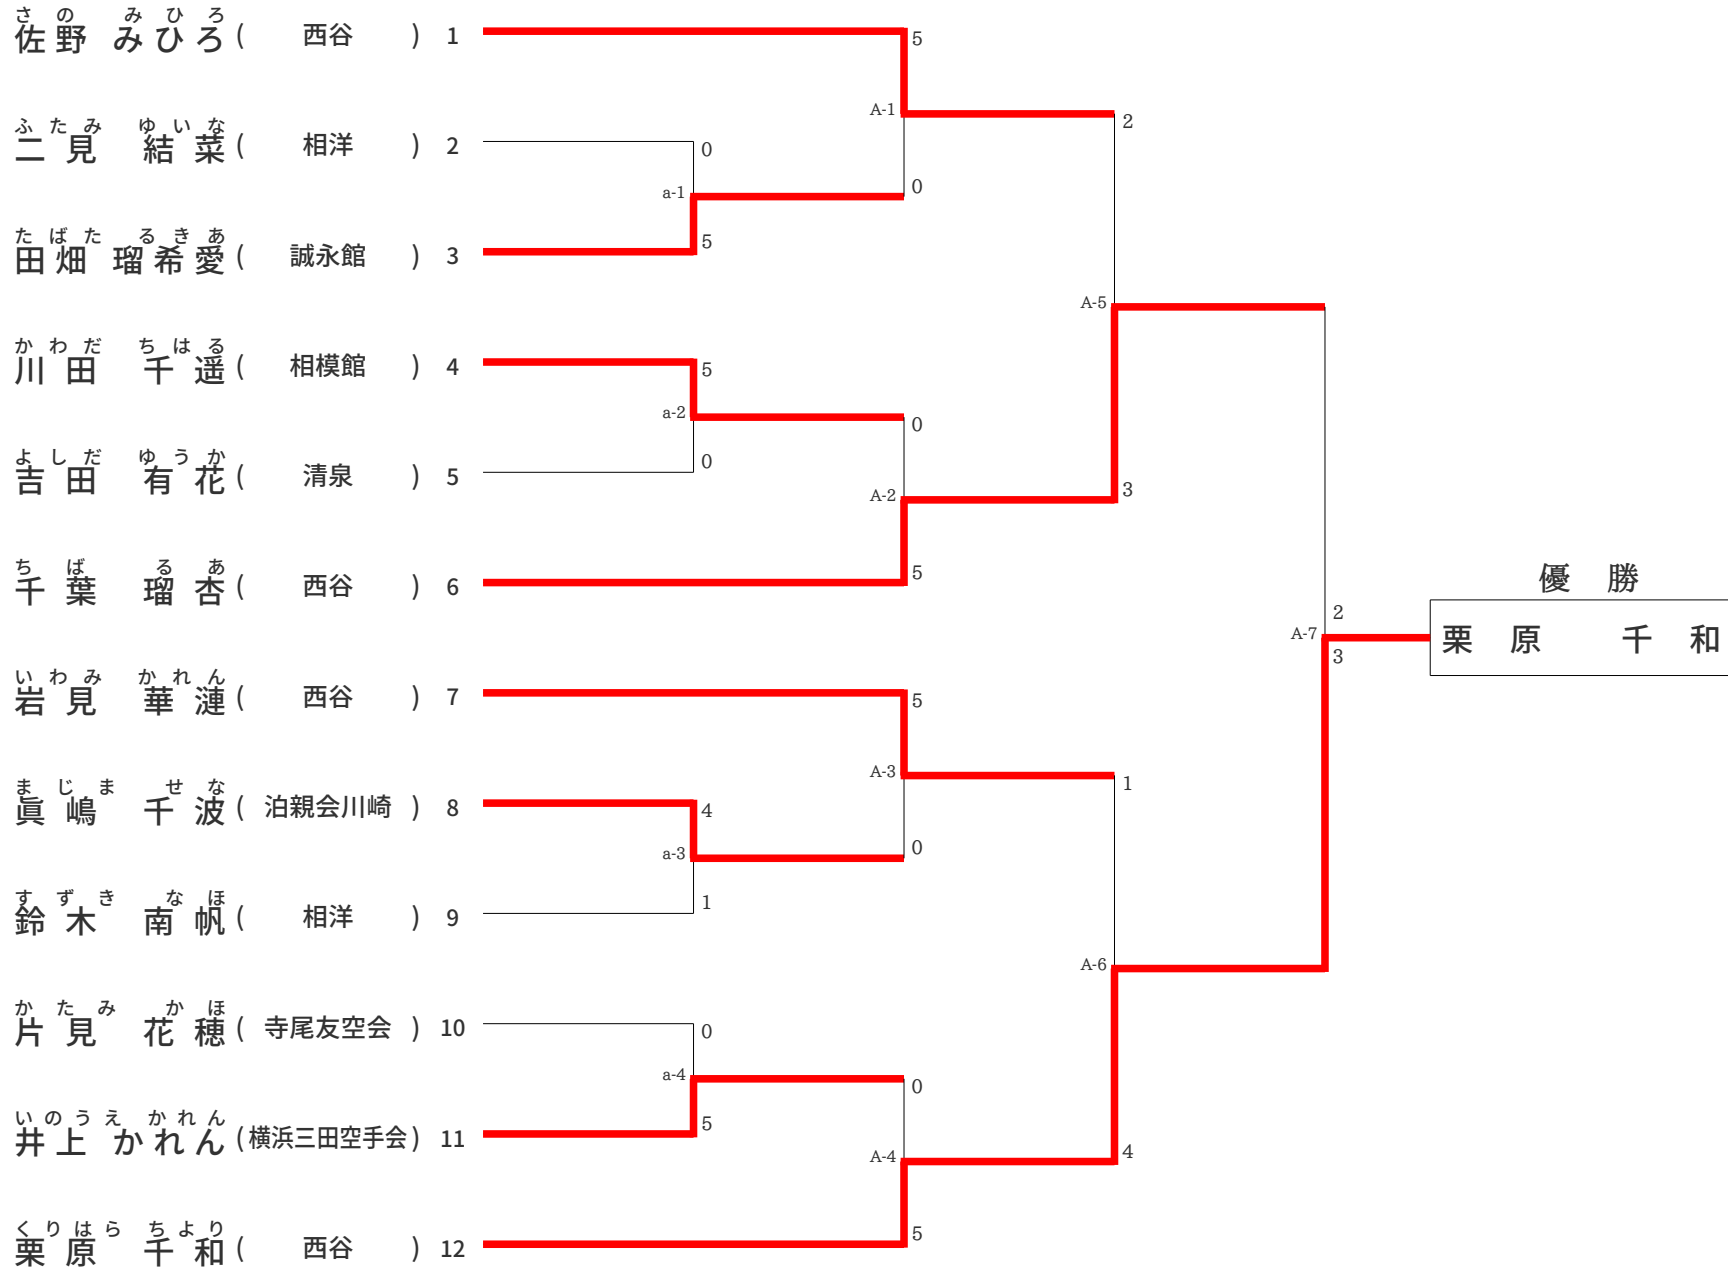 さの みひろ
佐野 みひろ ( 西谷 ) 1
5
A-1
2
ふたみ ゆいな
二見 結菜 ( 相洋 ) 2
0
a-1
0
たばた るきあ
田畑 瑠希愛 ( 誠永館 ) 3
5
A-5
かわだ ちはる
川田 千遥 ( 相模館 ) 4
5
a-2
0
よしだ ゆうか
吉田 有花 ( 清泉 ) 5
0
A-2
3
ちば るあ
千葉 瑠杏 ( 西谷 ) 6
5
優 勝
2
A-7
3
栗原 千和
いわみ かれん
岩見 華漣 ( 西谷 ) 7
5
A-3
1
まじま せな
眞嶋 千波 ( 泊親会川崎 ) 8
4
a-3
0
すずき なほ
鈴木 南帆 ( 相洋 ) 9
1
A-6
かたみ かほ
片見 花穂 ( 寺尾友空会 ) 10
0
a-4
0
いのうえ かれん
井上 かれん ( 横浜三田空手会 ) 11
5
A-4
4
くりはら ちより
栗原 千和 ( 西谷 ) 12
5